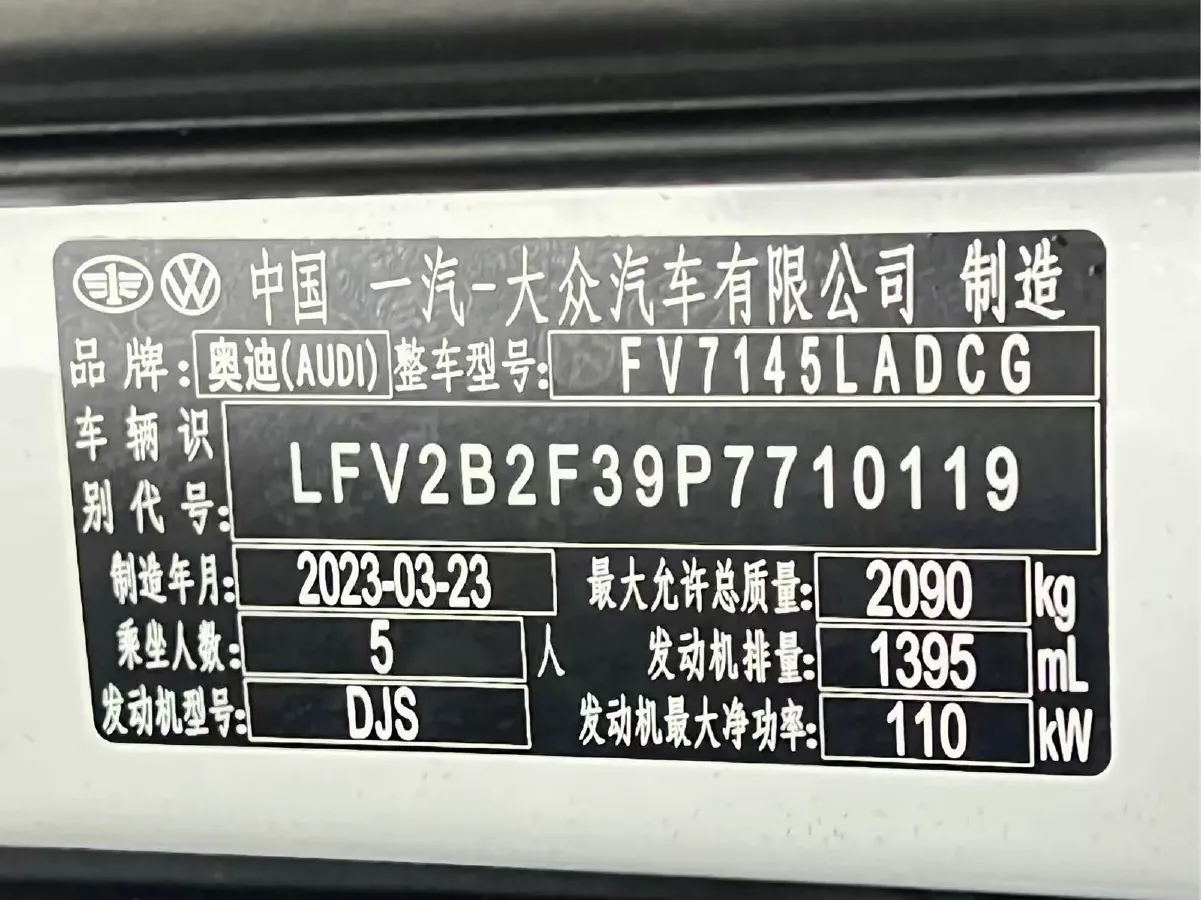 中国 一汽-大众汽车有限公司 制造
品牌: 奥迪(AUDI) 整车型号: FV7145LADCG
车辆识别代号: LFV2B2F39P7710119
制造年月: 2023-03-23 最大允许总质量: 2090 kg
乘坐人数: 5 人 发动机排量: 1395 mL
发动机型号: DJS 发动机最大净功率: 110 kW